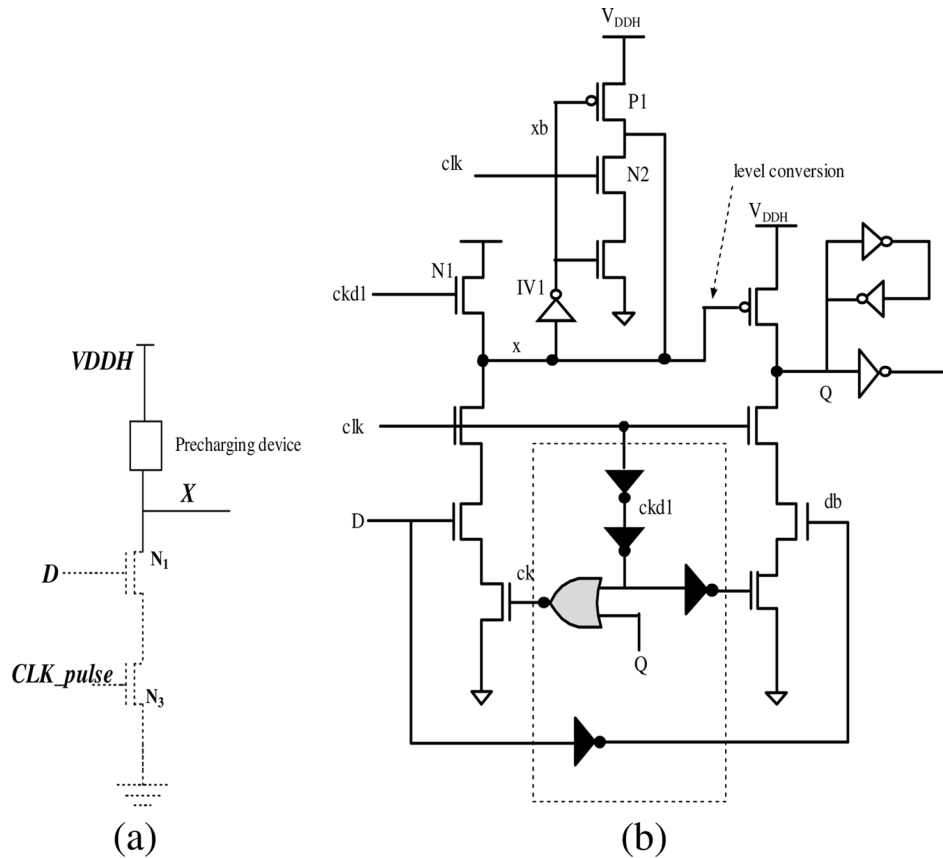 VDDH
Precharging device
X
D
N1
CLK_pulse
N3
(a)
VDDH
P1
xb
clk
N2
level conversion
VDDH
N1
ckd1
IV1
x
Q
clk
ckd1
db
D
ck
Q
(b)